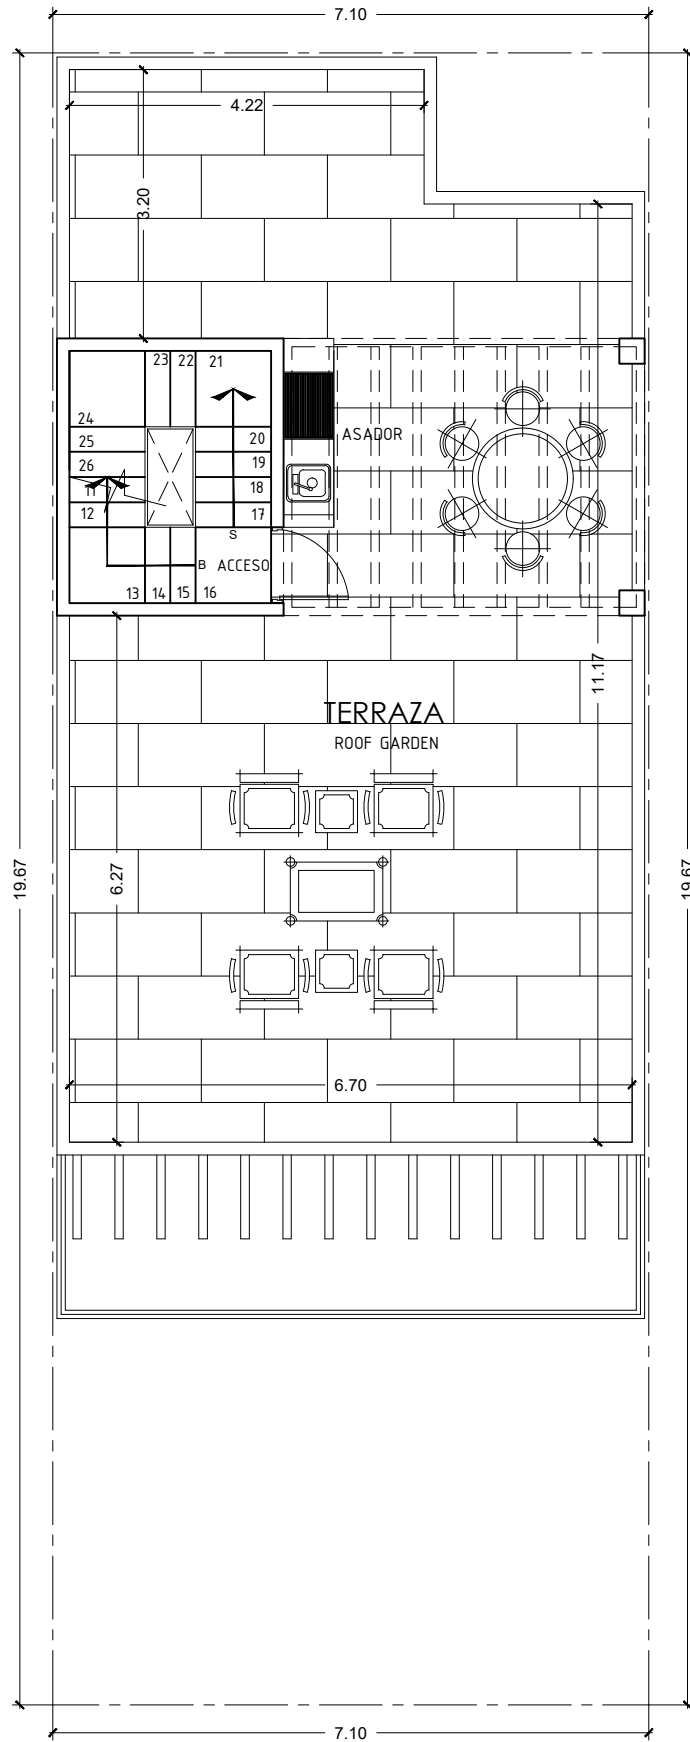 7.10
4.22
3.20
23 22 21
24
25
26
11
12
20
19
18
17
ASADOR
S
B ACCESO
13 14 15 16
11.17
TERRAZA
ROOF GARDEN
19.67
6.27
19.67
6.70
7.10